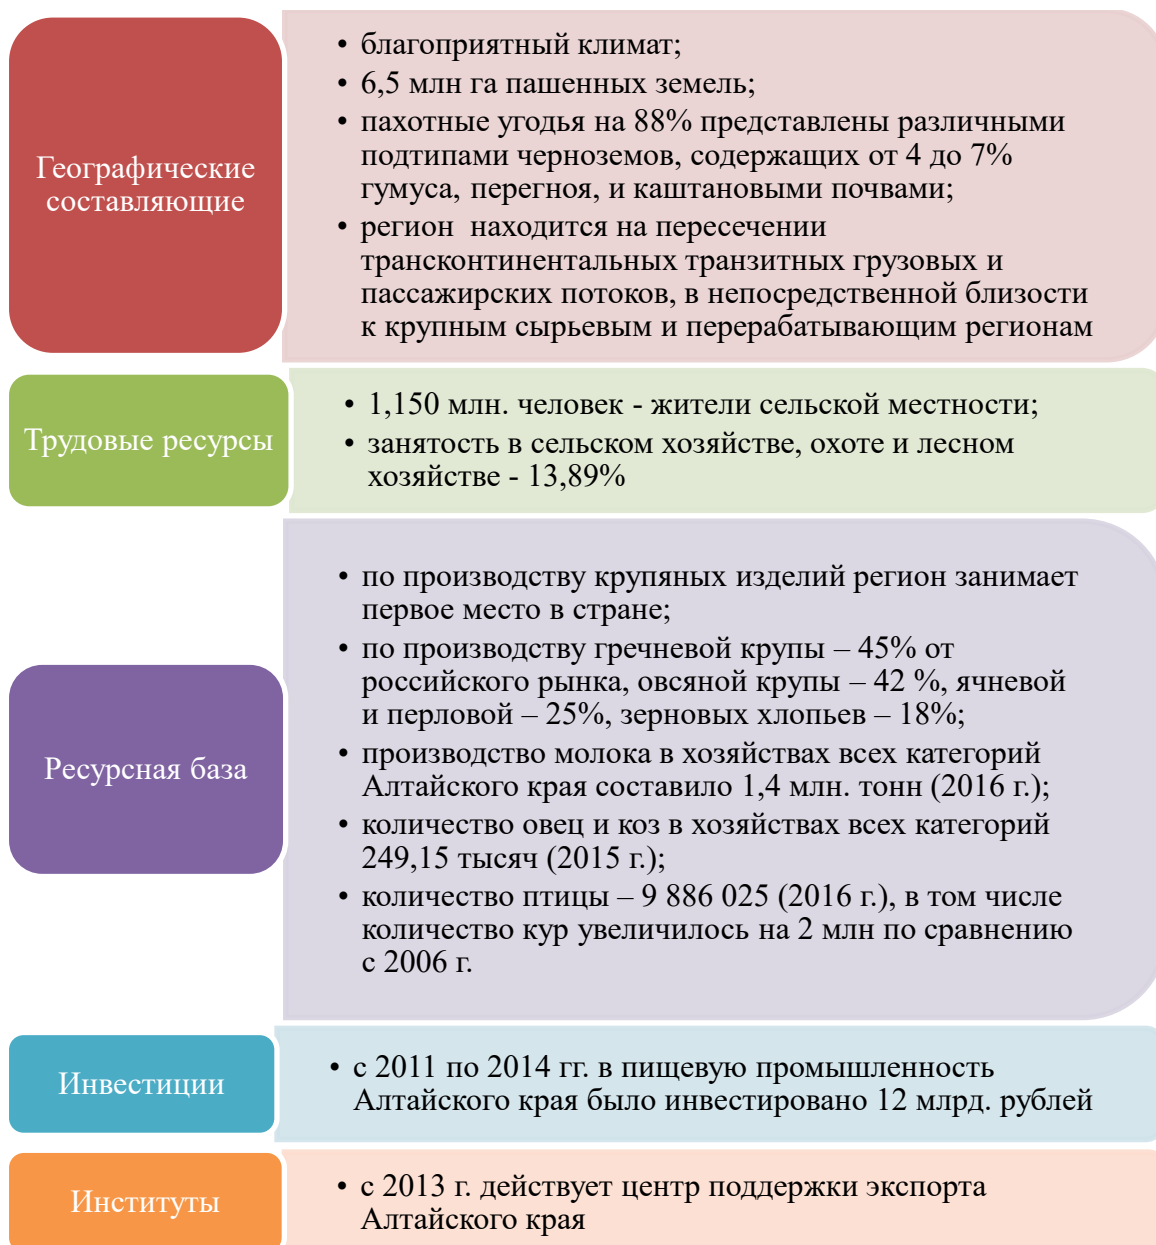 Географические
составляющие
• благоприятный климат;
• 6,5 млн га пашенных земель;
• пахотные угодья на 88% представлены различными
подтипами черноземов, содержащих от 4 до 7%
гумуса, перегноя, и каштановыми почвами;
• регион находится на пересечении
трансконтинентальных транзитных грузовых и
пассажирских потоков, в непосредственной близости
к крупным сырьевым и перерабатывающим регионам
Трудовые ресурсы
• 1,150 млн. человек - жители сельской местности;
• занятость в сельском хозяйстве, охоте и лесном
хозяйстве - 13,89%
Ресурсная база
• по производству крупяных изделий регион занимает
первое место в стране;
• по производству гречневой крупы – 45% от
российского рынка, овсяной крупы – 42 %, ячневой
и перловой – 25%, зерновых хлопьев – 18%;
• производство молока в хозяйствах всех категорий
Алтайского края составило 1,4 млн. тонн (2016 г.);
• количество овец и коз в хозяйствах всех категорий
249,15 тысяч (2015 г.);
• количество птицы – 9 886 025 (2016 г.), в том числе
количество кур увеличилось на 2 млн по сравнению
с 2006 г.
Инвестиции
• с 2011 по 2014 гг. в пищевую промышленность
Алтайского края было инвестировано 12 млрд. рублей
Институты
• с 2013 г. действует центр поддержки экспорта
Алтайского края